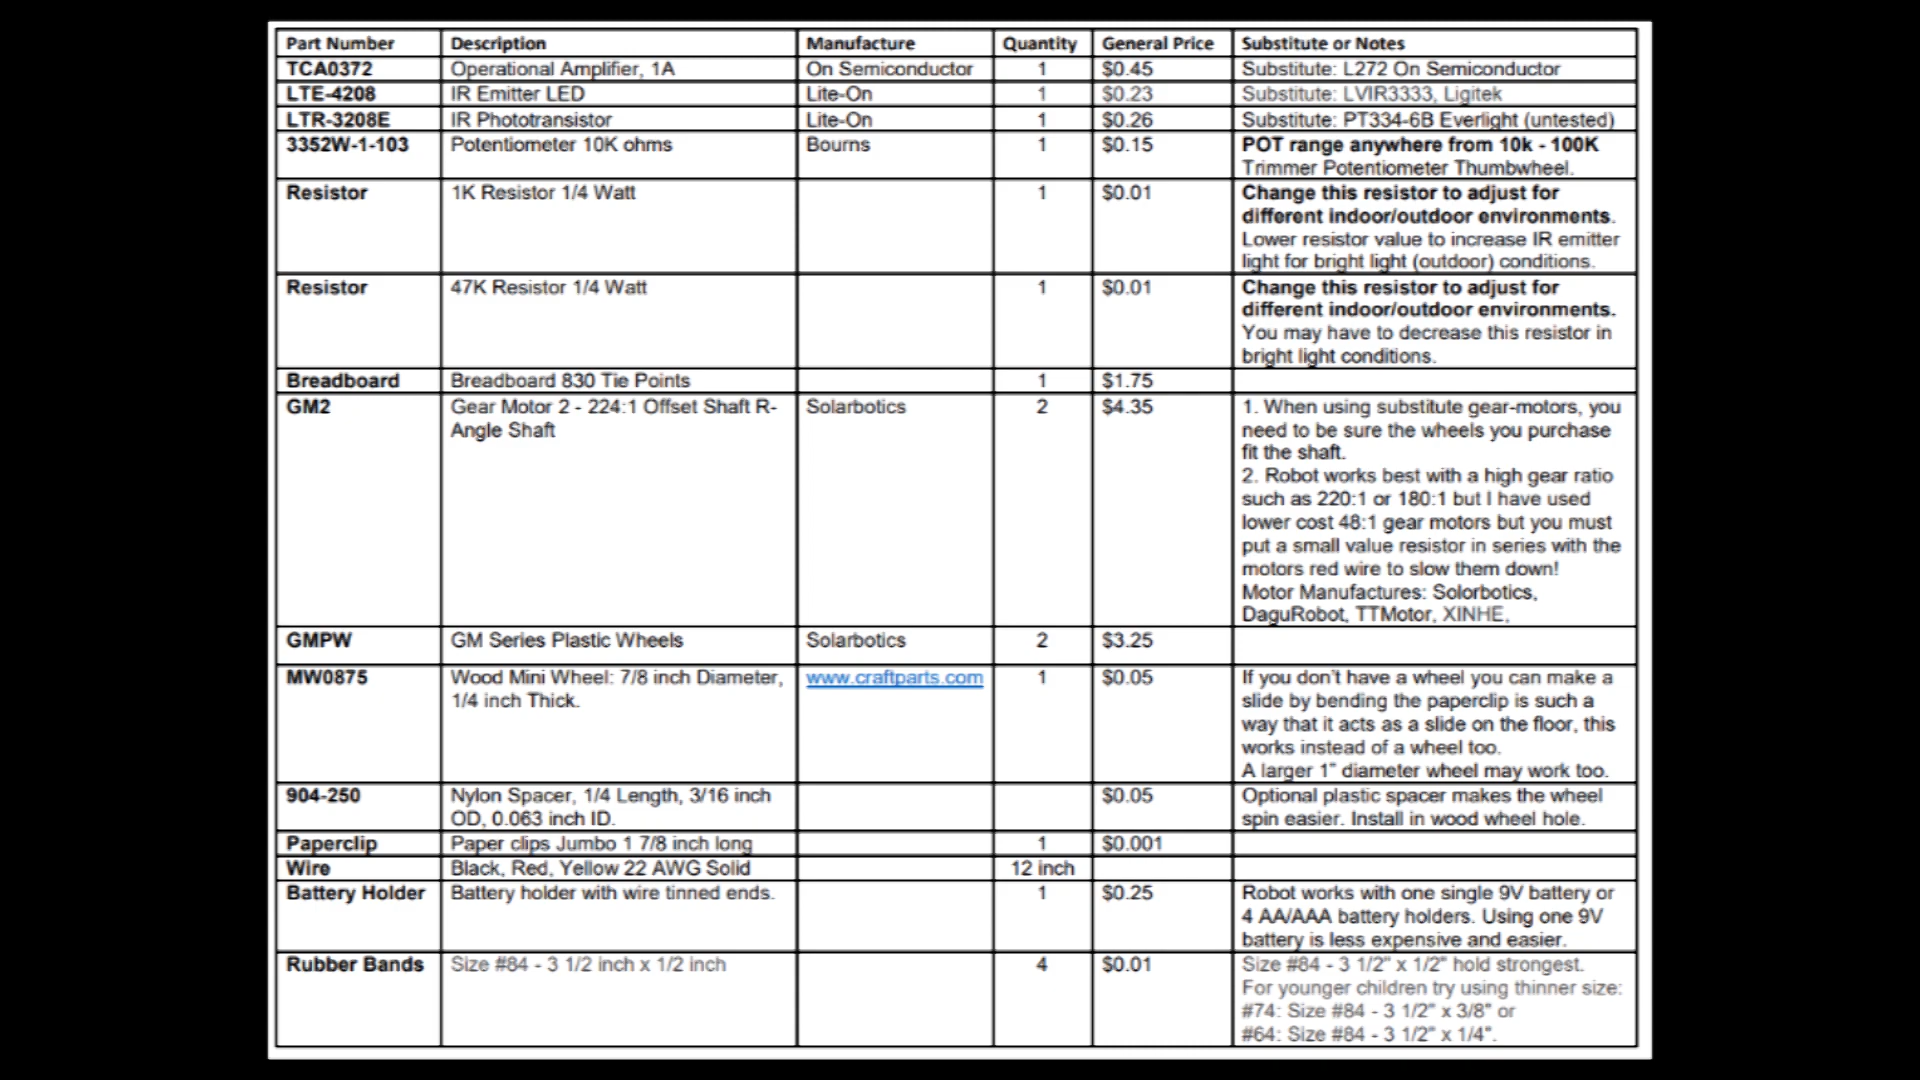 Part Number Description Manufacture Quantity General Price Substitute or Notes
TCA0372 Operational Amplifier, 1A On Semiconductor 1 $0.45 Substitute: L272 On Semiconductor
LTE-4208 IR Emitter LED Lite-On 1 $0.23 Substitute: LVIR3333, Ligitek
LTR-3208E IR Phototransistor Lite-On 1 $0.26 Substitute: PT334-6B Everlight (untested)
3352W-1-103 Potentiometer 10K ohms Bourns 1 $0.15 POT range anywhere from 10k - 100K
Trimmer Potentiometer Thumbwheel.
Resistor 1K Resistor 1/4 Watt 1 $0.01 Change this resistor to adjust for
different indoor/outdoor environments.
Lower resistor value to increase IR emitter
light for bright light (outdoor) conditions.
Resistor 47K Resistor 1/4 Watt 1 $0.01 Change this resistor to adjust for
different indoor/outdoor environments.
You may have to decrease this resistor in
bright light conditions.
Breadboard Breadboard 830 Tie Points 1 $1.75
GM2 Gear Motor 2 - 224:1 Offset Shaft R- Solarbotics 2 $4.35 1. When using substitute gear-motors, you
Angle Shaft need to be sure the wheels you purchase
fit the shaft.
2. Robot works best with a high gear ratio
such as 220:1 or 180:1 but I have used
lower cost 48:1 gear motors but you must
put a small value resistor in series with the
motors red wire to slow them down!
Motor Manufactures: Solorbotics,
DaguRobot, TTMotor, XINHE,
GMPW GM Series Plastic Wheels Solarbotics 2 $3.25
MW0875 Wood Mini Wheel: 7/8 inch Diameter, www.craftparts.com 1 $0.05 If you don't have a wheel you can make a
1/4 inch Thick. slide by bending the paperclip is such a
way that it acts as a slide on the floor, this
works instead of a wheel too.
A larger 1" diameter wheel may work too.
904-250 Nylon Spacer, 1/4 Length, 3/16 inch $0.05 Optional plastic spacer makes the wheel
OD, 0.063 inch ID. spin easier. Install in wood wheel hole.
Paperclip Paper clips Jumbo 1 7/8 inch long 1 $0.001
Wire Black, Red, Yellow 22 AWG Solid 12 inch
Battery Holder Battery holder with wire tinned ends. 1 $0.25 Robot works with one single 9V battery or
4 AA/AAA battery holders. Using one 9V
battery is less expensive and easier.
Rubber Bands Size #84 - 3 1/2 inch x 1/2 inch 4 $0.01 Size #84 - 3 1/2" x 1/2" hold strongest.
For younger children try using thinner size:
#74: Size #84 - 3 1/2" x 3/8" or
#64: Size #84 - 3 1/2" x 1/4".